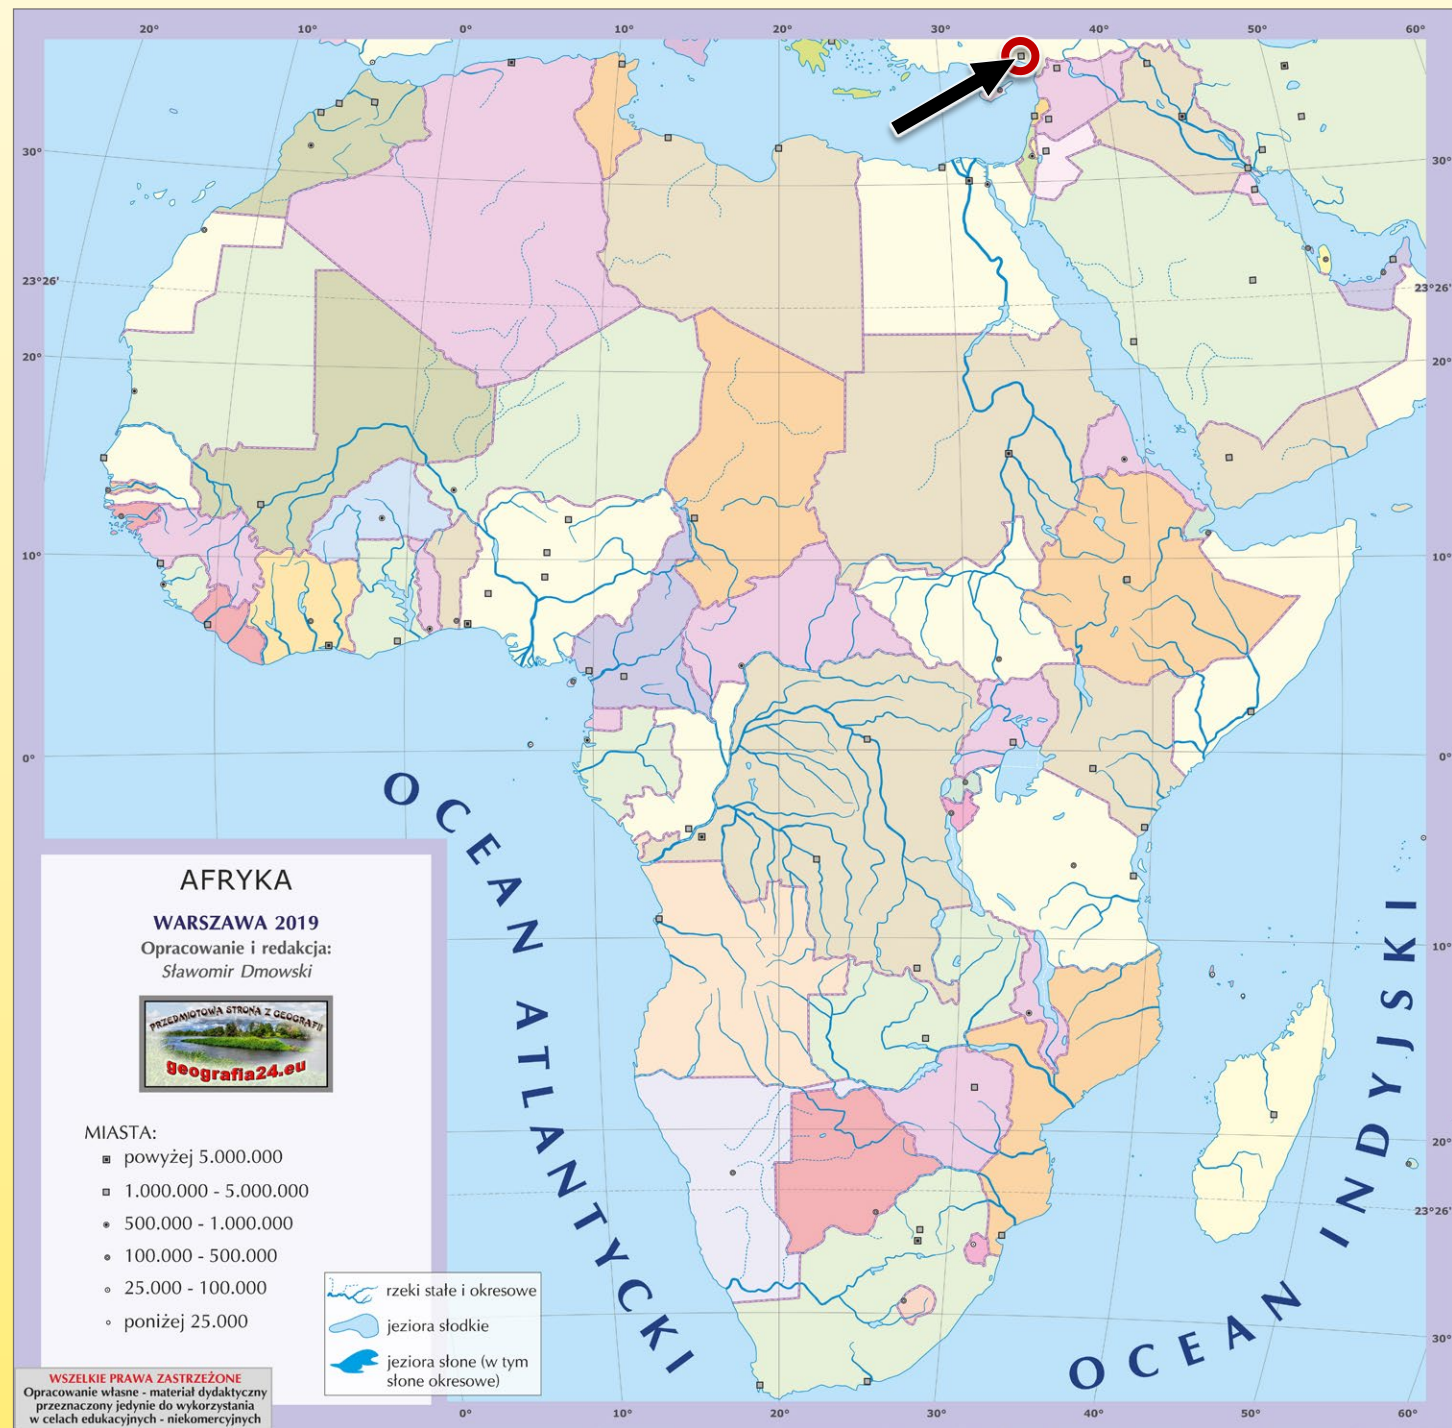 20° 10° 0° 10° 20° 30° 40° 50° 60°
30° 30°
23°26' 23°26'
20° 20°
10° 10°
0° 0°
10°
20°
23°26'
30°
OCEAN ATLANTYCKI
OCEAN INDYJSKI
AFRYKA
WARSZAWA 2019
Opracowanie i redakcja:
Sławomir Dmowski
PRZEDMIOTOWA STRONA Z GEOGRAFII
geografia24.eu
MIASTA:
powyżej 5.000.000
1.000.000 - 5.000.000
500.000 - 1.000.000
100.000 - 500.000
25.000 - 100.000
poniżej 25.000
rzeki stałe i okresowe
jeziora słodkie
jeziora słone (w tym
słone okresowe)
WSZELKIE PRAWA ZASTRZEŻONE
Opracowanie własne - materiał dydaktyczny
przeznaczony jedynie do wykorzystania
w celach edukacyjnych - niekomercyjnych
0° 10° 20° 30° 40° 50° 60°